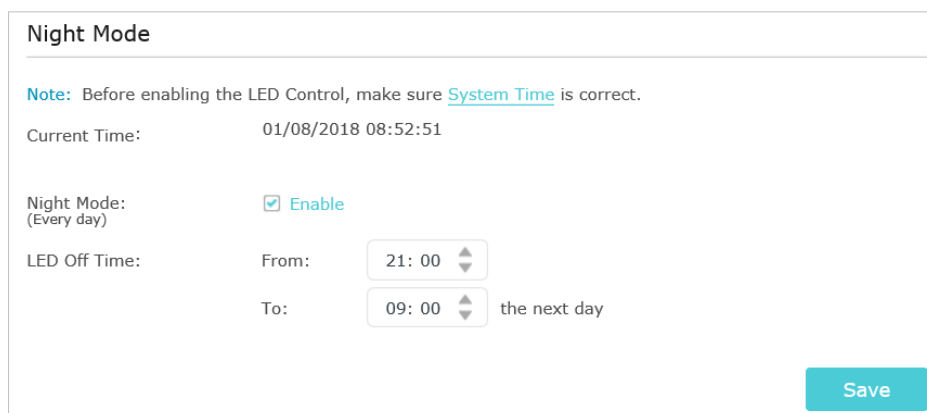 Night Mode
Note: Before enabling the LED Control, make sure System Time is correct.
Current Time: 01/08/2018 08:52:51
Night Mode: Enable
(Every day)
LED Off Time: From: 21: 00
To: 09: 00 the next day
Save